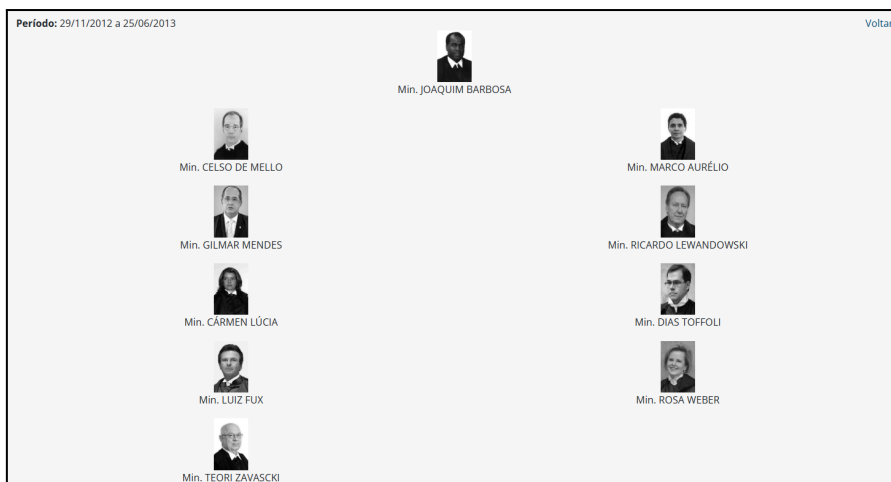 Período: 29/11/2012 a 25/06/2013
Voltar
Min. JOAQUIM BARBOSA
Min. CELSO DE MELLO
Min. MARCO AURÉLIO
Min. GILMAR MENDES
Min. RICARDO LEWANDOWSKI
Min. CÁRMEN LÚCIA
Min. DIAS TOFFOLI
Min. LUIZ FUX
Min. ROSA WEBER
Min. TEORI ZAVASCKI